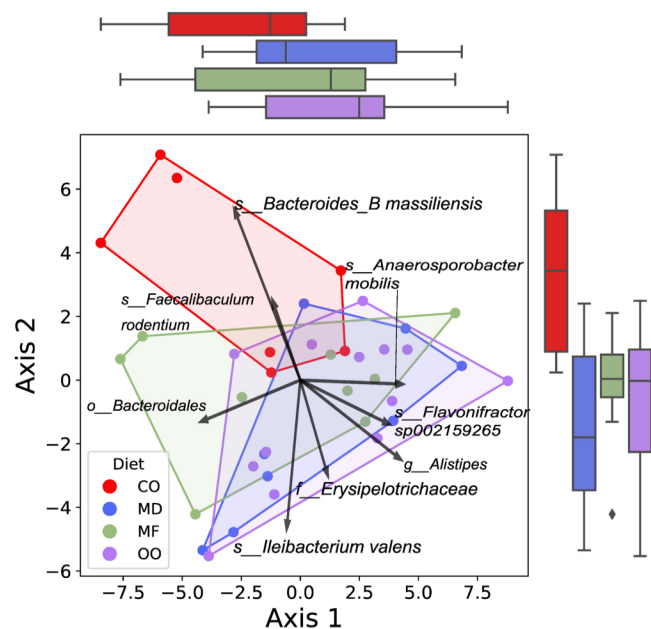 s__Bacteroides_B massiliensis
s__Anaerosporobacter
mobilis
s__Faecalibaculum
rodentium
o__Bacteroidales
s__Flavonifractor
sp002159265
g__Alistipes
f__Erysipelotrichaceae
s__Ileibacterium valens
Diet
CO
MD
MF
OO
Axis 2
6
4
2
0
−2
−4
−6
−7.5 −5.0 −2.5 0.0 2.5 5.0 7.5
Axis 1